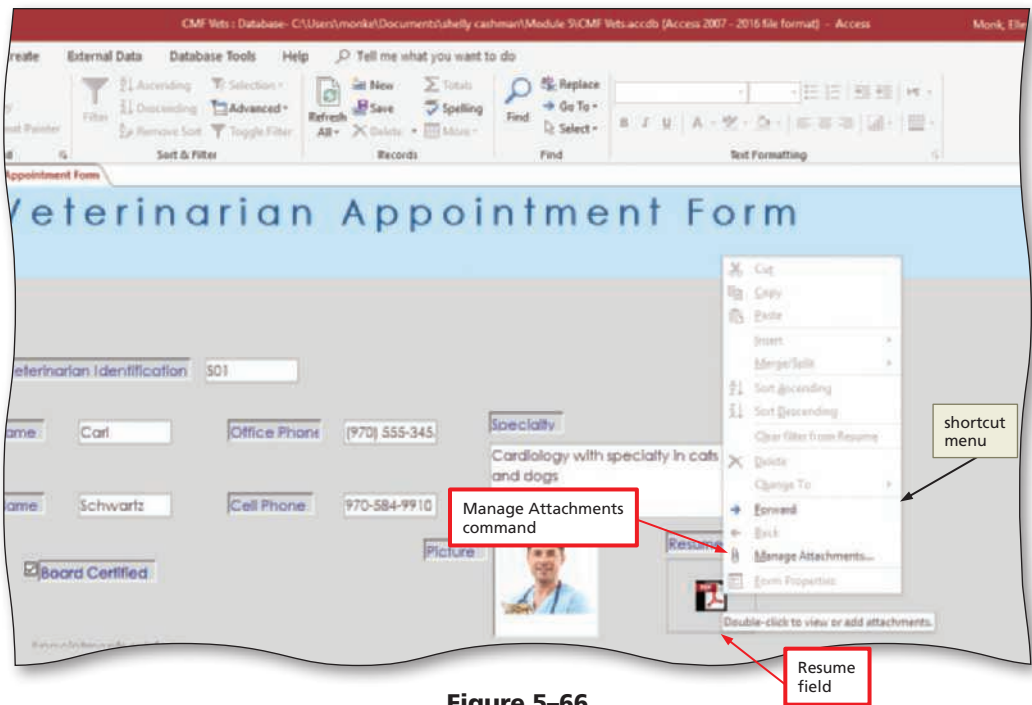 CMF Vets : Database- C:\Users\monke\Documents\shelly cashman\Module 5\CMF Vets.accdb (Access 2007 - 2016 file format) - Access Monk, Elle
reate External Data Database Tools Help Tell me what you want to do
Filter Ascending Descending Remove Sort Selection Advanced Toggle Filter
Refresh All New Save Delete Totals Spelling More
Find Replace Go To Select
B I U A
Painter
Sort & Filter Records Find Text Formatting
Appointment Form
Veterinarian Appointment Form
Cut
Copy
Paste
Insert
Merge/Split
Sort Ascending
Sort Descending
Clear filter from Resume
Delete
Change To
Forward
Back
Manage Attachments...
Form Properties
shortcut
menu
eterinarian Identification S01
ame Carl Office Phone (970) 555-345
Specialty
Cardiology with specialty in cats
and dogs
ame Schwartz Cell Phone 970-584-9910
Manage Attachments
command
Board Certified Picture Resume
Double-click to view or add attachments.
Resume
field
Figure 5–66